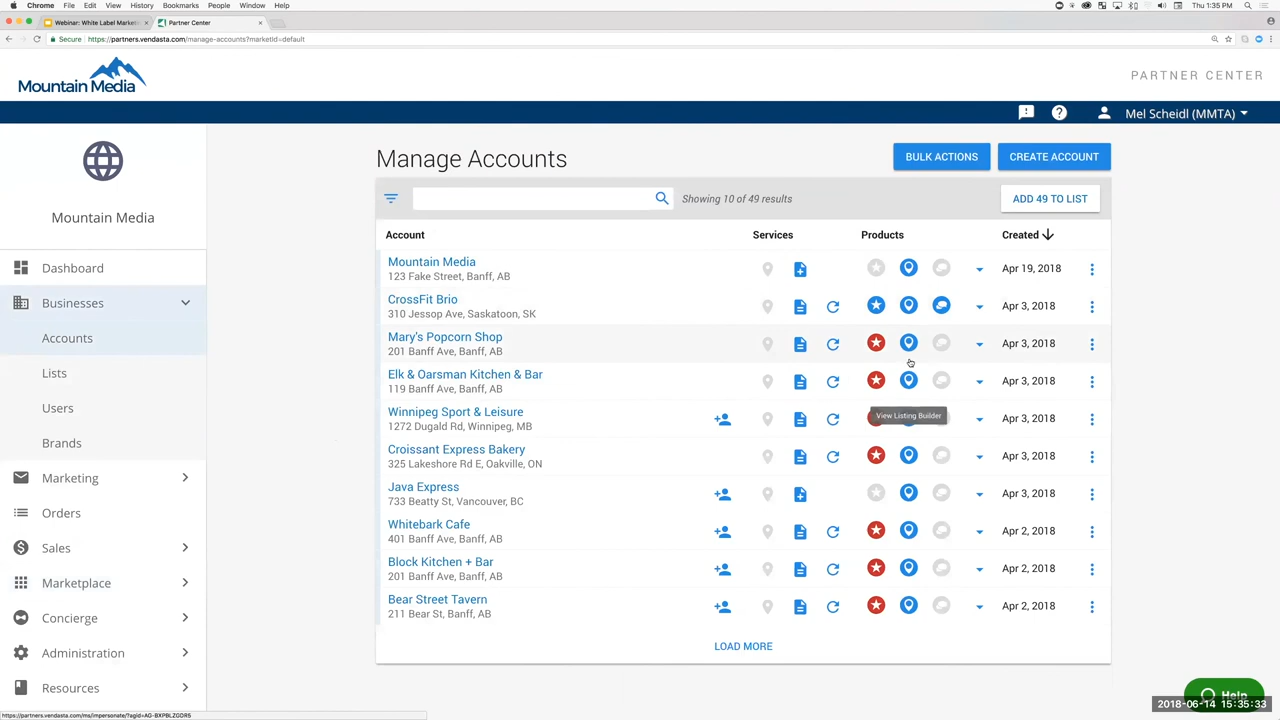 Chrome File Edit View History Bookmarks People Window Help Thu 1:35 PM
Webinar: White Label Market Partner Center
Secure https://partners.vendasta.com/manage-accounts?marketId=default
Mountain Media
PARTNER CENTER
Mel Scheidl (MMTA)
Mountain Media
Dashboard
Businesses
Accounts
Lists
Users
Brands
Marketing
Orders
Sales
Marketplace
Concierge
Administration
Resources
Manage Accounts
BULK ACTIONS
CREATE ACCOUNT
Showing 10 of 49 results
ADD 49 TO LIST
Account Services Products Created
Mountain Media
123 Fake Street, Banff, AB
Apr 19, 2018
CrossFit Brio
310 Jessop Ave, Saskatoon, SK
Apr 3, 2018
Mary's Popcorn Shop
201 Banff Ave, Banff, AB
Apr 3, 2018
Elk & Oarsman Kitchen & Bar
119 Banff Ave, Banff, AB
Apr 3, 2018
View Listing Builder
Winnipeg Sport & Leisure
1272 Dugald Rd, Winnipeg, MB
Apr 3, 2018
Croissant Express Bakery
325 Lakeshore Rd E, Oakville, ON
Apr 3, 2018
Java Express
733 Beatty St, Vancouver, BC
Apr 3, 2018
Whitebark Cafe
401 Banff Ave, Banff, AB
Apr 2, 2018
Block Kitchen + Bar
201 Banff Ave, Banff, AB
Apr 2, 2018
Bear Street Tavern
211 Bear St, Banff, AB
Apr 2, 2018
LOAD MORE
Help
2018-06-14 15:35:33